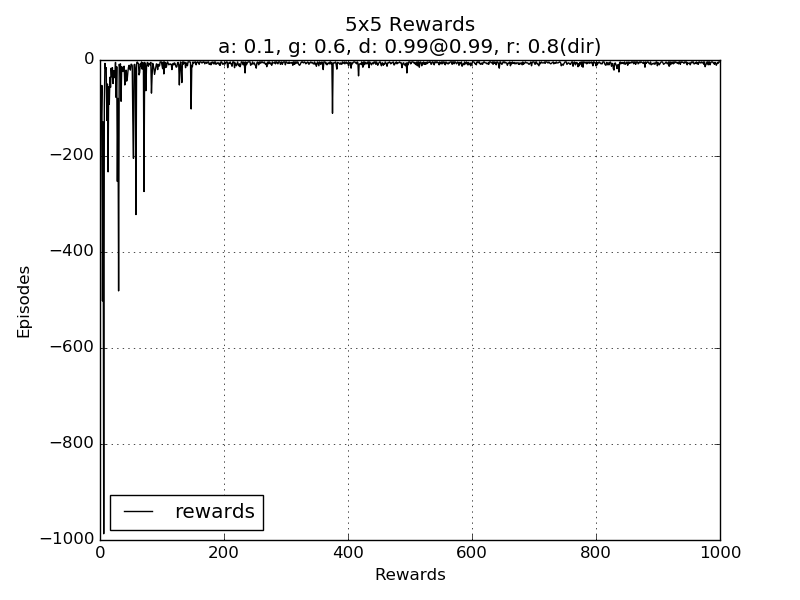 5x5 Rewards
a: 0.1, g: 0.6, d: 0.99@0.99, r: 0.8(dir)
0
−200
−400
−600
−800
−1000
Episodes
rewards
0 200 400 600 800 1000
Rewards